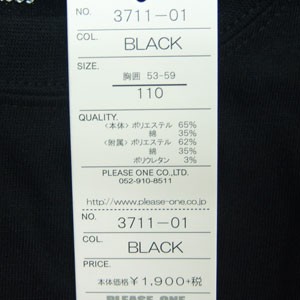 NO. 3711-01
COL. BLACK
SIZE.
胸囲 53-59
110
QUALITY.
〈本体〉ポリエステル 65%
綿 35%
〈附属〉ポリエステル 62%
綿 35%
ポリウレタン 3%
PLEASE ONE CO.,LTD.
052-910-8511
http://www.please-one.co.jp
NO. 3711-01
COL. BLACK
PRICE.
本体価格 ¥1,900+税
PLEASE ONE